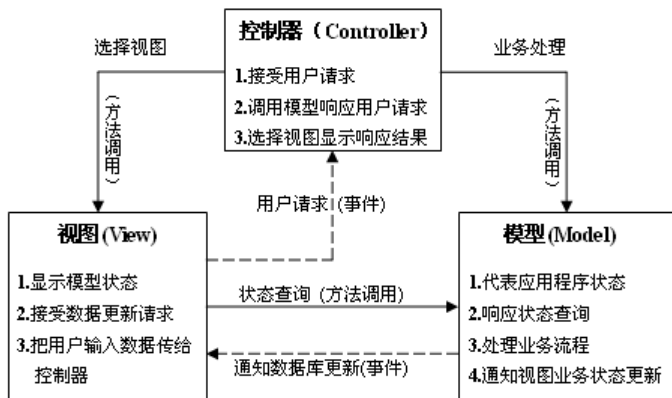 控制器（Controller）
选择视图
业务处理
1.接受用户请求
2.调用模型响应用户请求
3.选择视图显示响应结果
(方法调用)
(方法调用)
用户请求 (事件)
视图(View)
1.显示模型状态
2.接受数据更新请求
3.把用户输入数据传给
控制器
状态查询 (方法调用)
通知数据库更新(事件)
模型(Model)
1.代表应用程序状态
2.响应状态查询
3.处理业务流程
4.通知视图业务状态更新